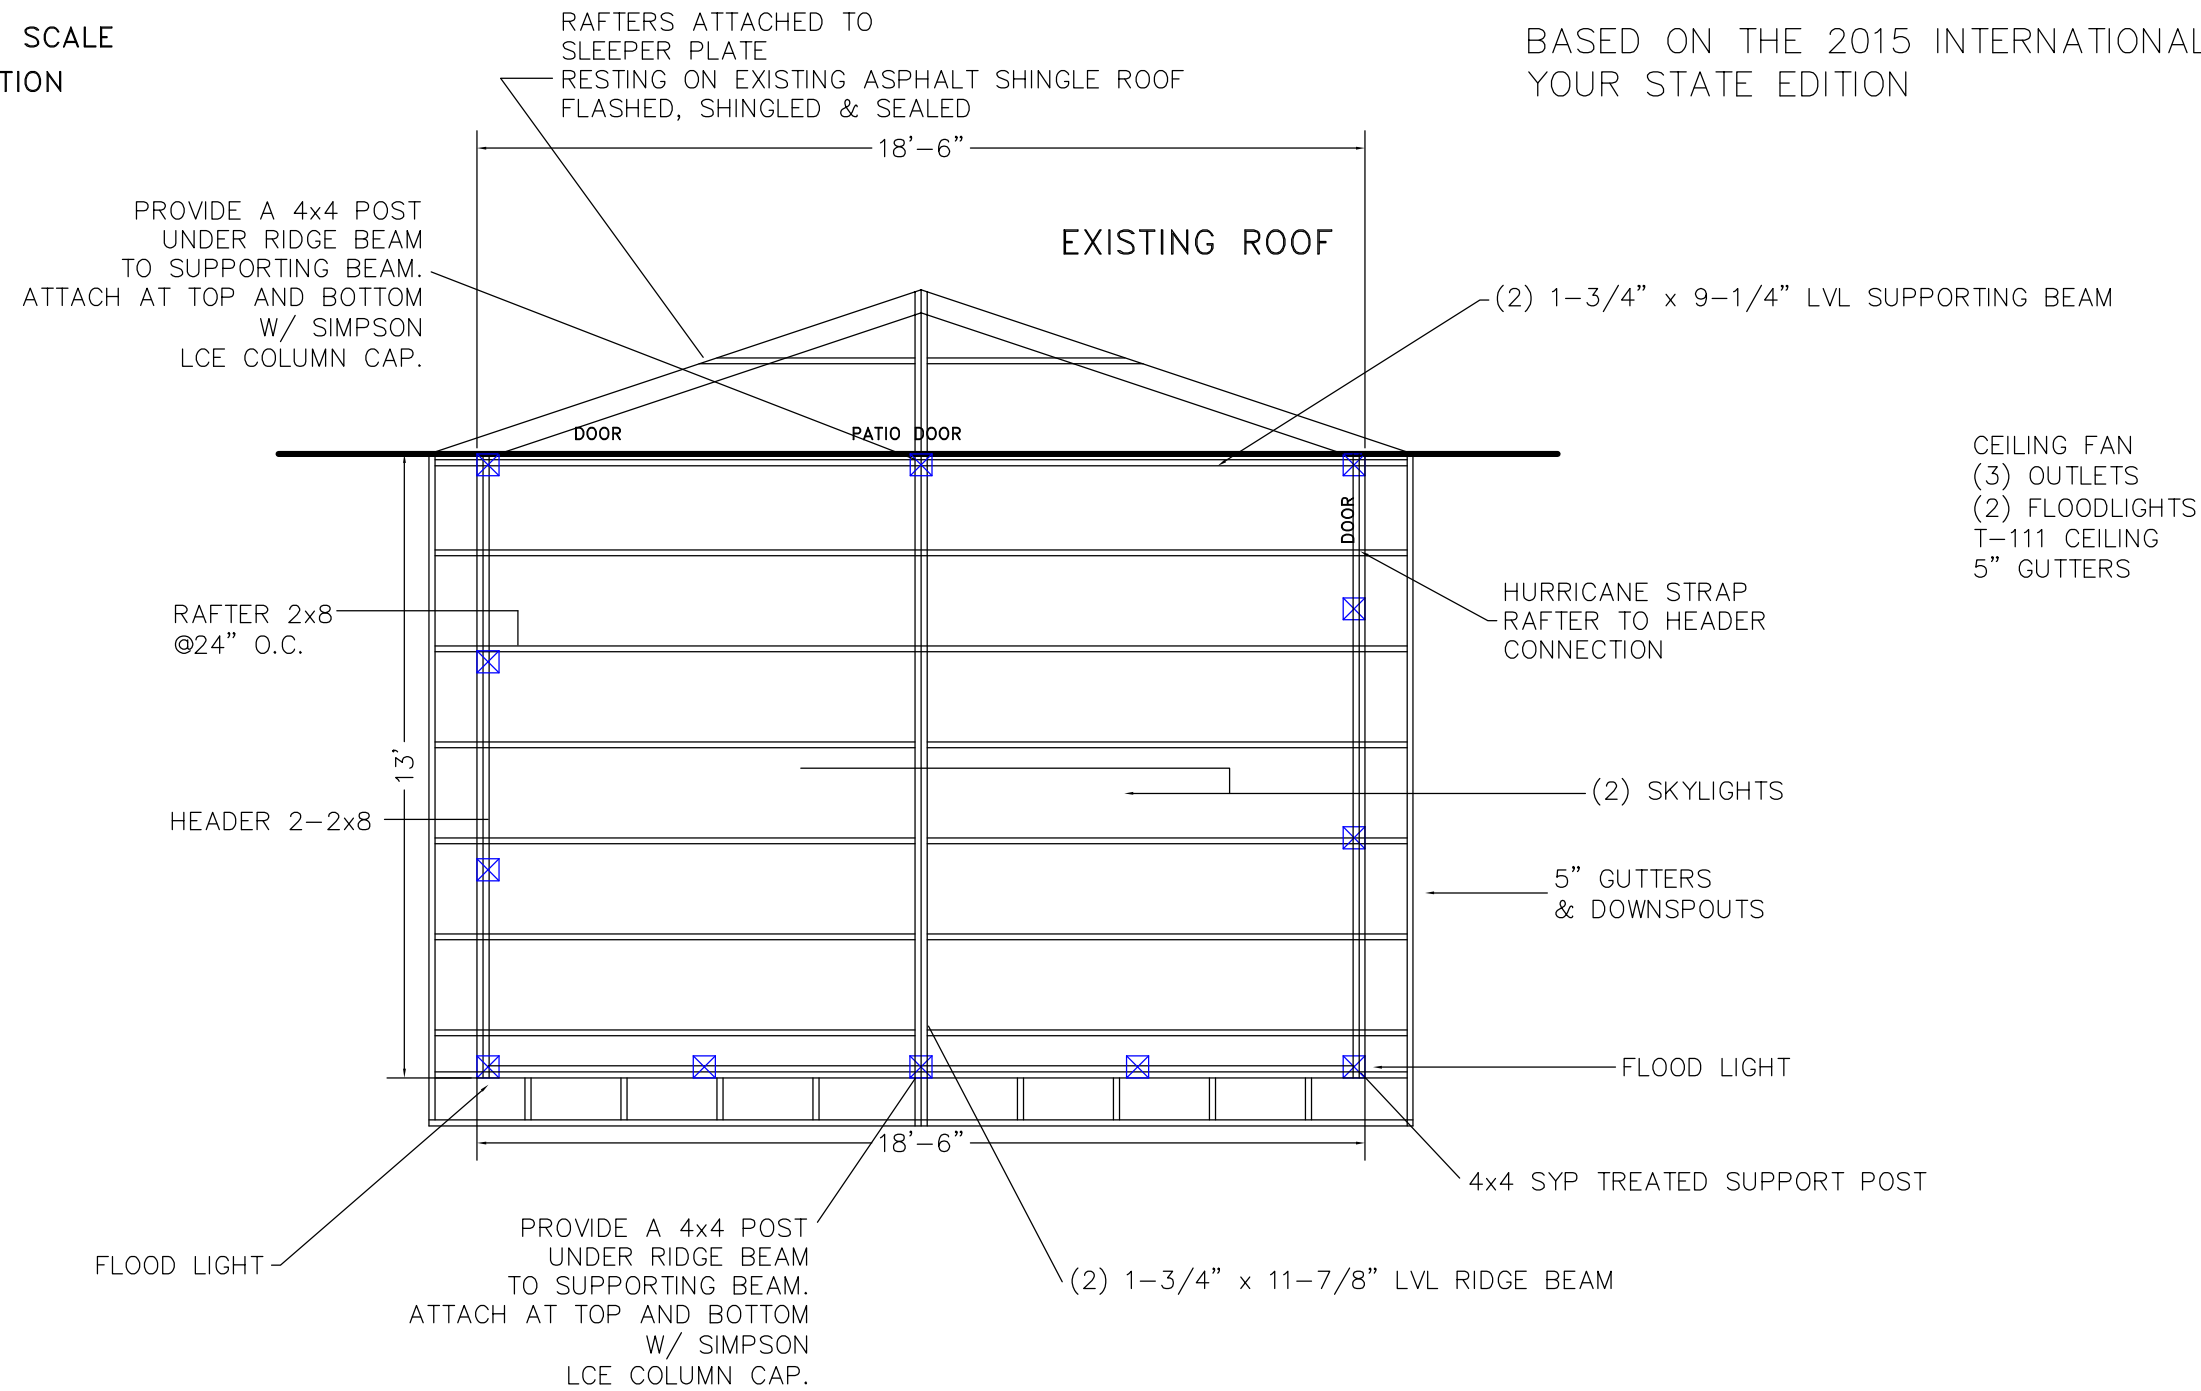 SCALE
TION
RAFTERS ATTACHED TO
SLEEPER PLATE
RESTING ON EXISTING ASPHALT SHINGLE ROOF
FLASHED, SHINGLED & SEALED
BASED ON THE 2015 INTERNATIONAL
YOUR STATE EDITION
18'-6"
PROVIDE A 4x4 POST
UNDER RIDGE BEAM
TO SUPPORTING BEAM.
ATTACH AT TOP AND BOTTOM
W/ SIMPSON
LCE COLUMN CAP.
EXISTING ROOF
(2) 1-3/4" x 9-1/4" LVL SUPPORTING BEAM
DOOR
PATIO DOOR
CEILING FAN
(3) OUTLETS
(2) FLOODLIGHTS
T-111 CEILING
5" GUTTERS
DOOR
HURRICANE STRAP
RAFTER TO HEADER
CONNECTION
RAFTER 2x8
@24" O.C.
13'
(2) SKYLIGHTS
HEADER 2-2x8
5" GUTTERS
& DOWNSPOUTS
FLOOD LIGHT
18'-6"
4x4 SYP TREATED SUPPORT POST
FLOOD LIGHT
PROVIDE A 4x4 POST
UNDER RIDGE BEAM
TO SUPPORTING BEAM.
ATTACH AT TOP AND BOTTOM
W/ SIMPSON
LCE COLUMN CAP.
(2) 1-3/4" x 11-7/8" LVL RIDGE BEAM